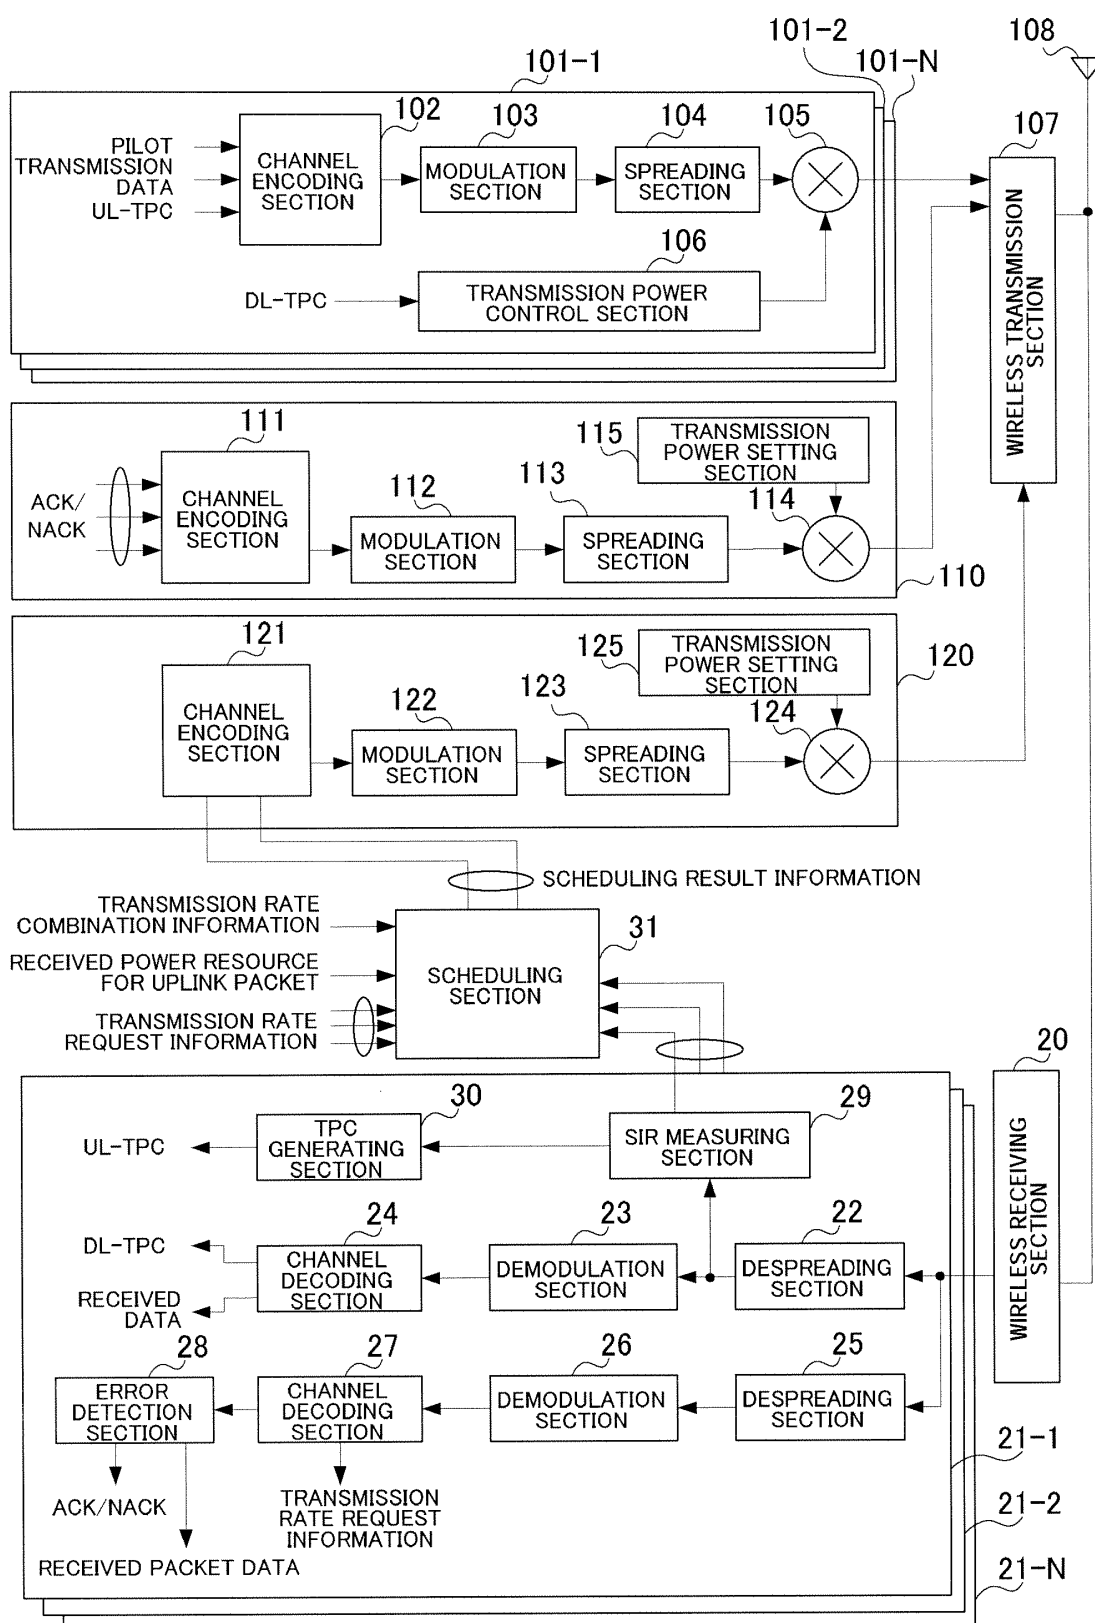 101-1
101-2
101-N
108
102
103
104
105
107
PILOT
TRANSMISSION
DATA
UL-TPC
CHANNEL
ENCODING
SECTION
MODULATION
SECTION
SPREADING
SECTION
106
DL-TPC
TRANSMISSION POWER
CONTROL SECTION
WIRELESS TRANSMISSION
SECTION
111
ACK/
NACK
CHANNEL
ENCODING
SECTION
112
MODULATION
SECTION
113
SPREADING
SECTION
115
TRANSMISSION
POWER SETTING
SECTION
114
110
121
CHANNEL
ENCODING
SECTION
122
MODULATION
SECTION
123
SPREADING
SECTION
125
TRANSMISSION
POWER SETTING
SECTION
124
120
SCHEDULING RESULT INFORMATION
TRANSMISSION RATE
COMBINATION INFORMATION
RECEIVED POWER RESOURCE
FOR UPLINK PACKET
TRANSMISSION RATE
REQUEST INFORMATION
SCHEDULING
SECTION
31
20
WIRELESS RECEIVING
SECTION
UL-TPC
30
TPC
GENERATING
SECTION
29
SIR MEASURING
SECTION
DL-TPC
RECEIVED
DATA
24
CHANNEL
DECODING
SECTION
23
DEMODULATION
SECTION
22
DESPREADING
SECTION
28
ERROR
DETECTION
SECTION
27
CHANNEL
DECODING
SECTION
26
DEMODULATION
SECTION
25
DESPREADING
SECTION
ACK/NACK
RECEIVED PACKET DATA
TRANSMISSION
RATE REQUEST
INFORMATION
21-1
21-2
21-N